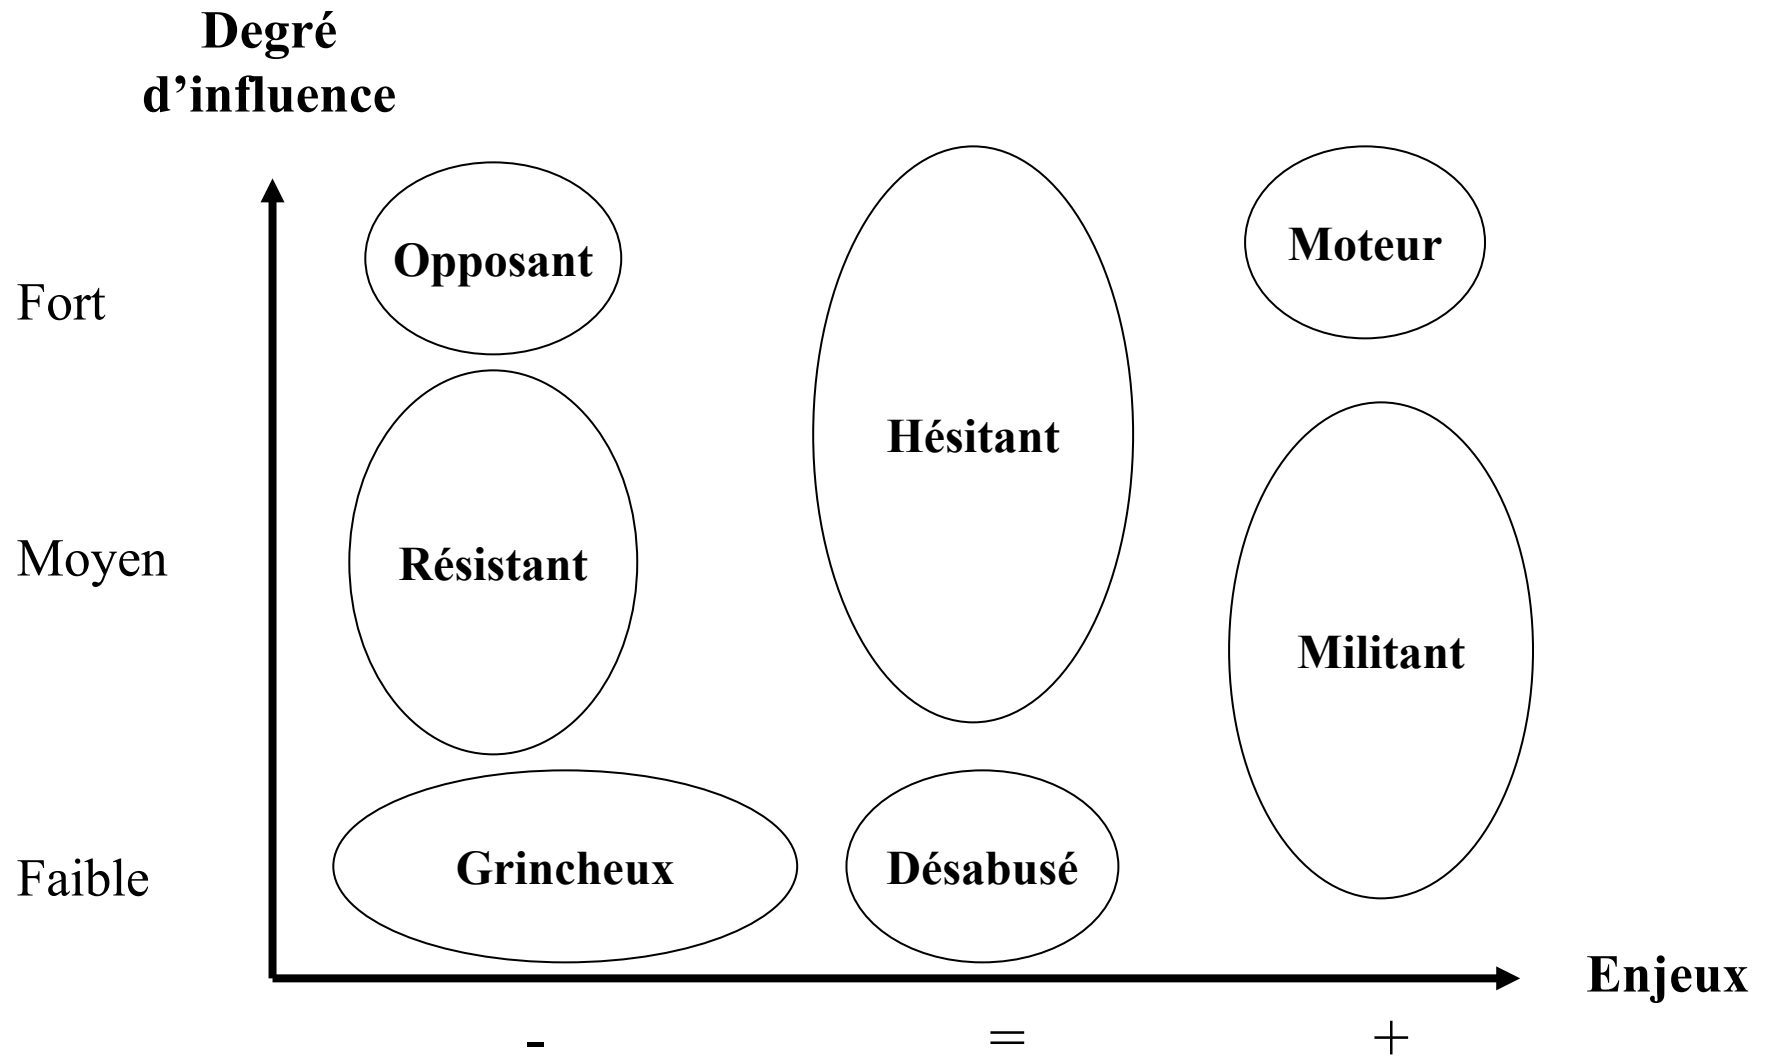 Degré
d’influence
Opposant
Moteur
Fort
Hésitant
Moyen
Résistant
Militant
Grincheux
Désabusé
Faible
Enjeux
-
=
+